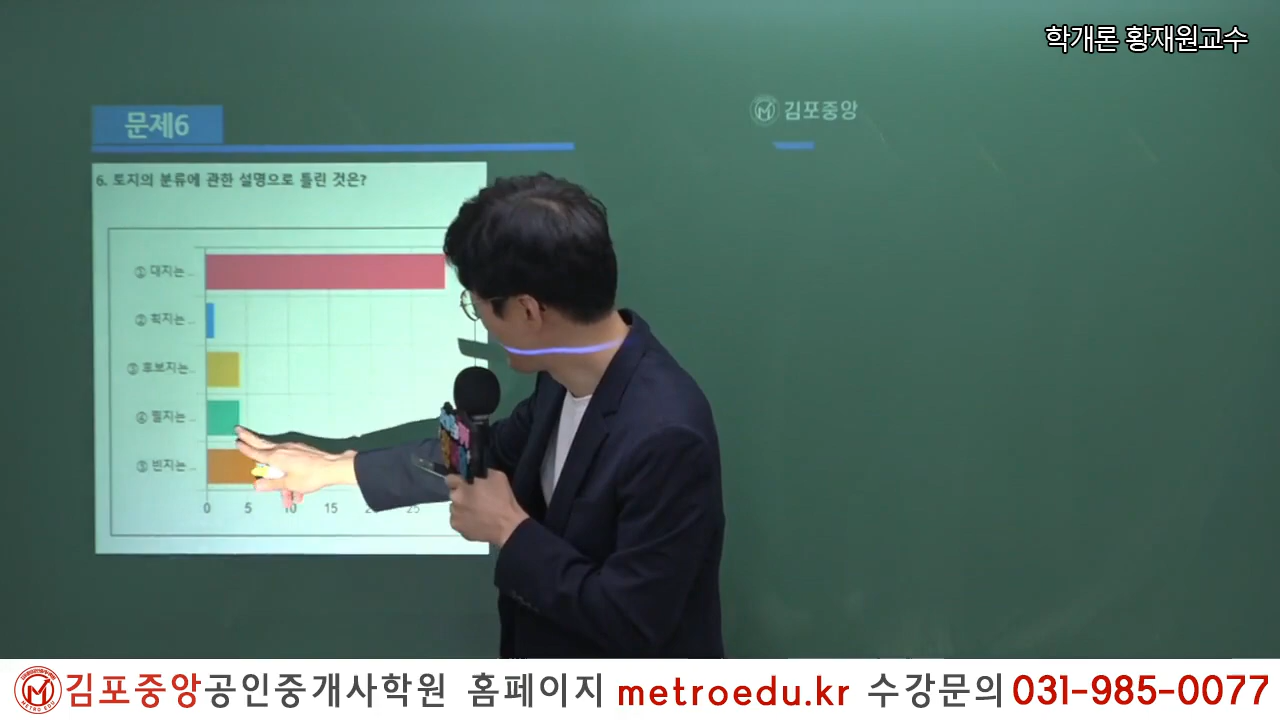 학개론 황재원교수
문제6
김포중앙
6. 토지의 분류에 관한 설명으로 틀린 것은?
① 대지는 ..
② 획지는 ..
③ 후보지는..
④ 필지는 ..
⑤ 빈지는 ..
0 5 10 15 25
김포중앙공인중개사학원 홈페이지 metroedu.kr 수강문의 031-985-0077